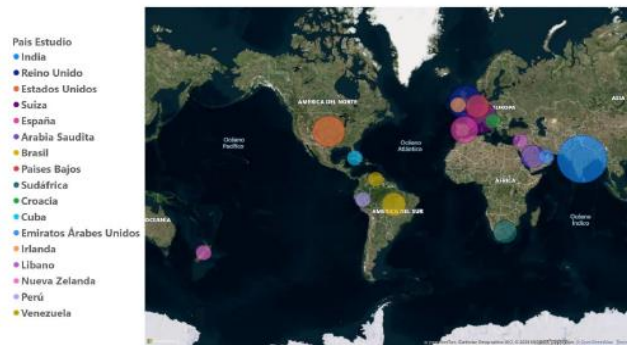 Pais Estudio
India
Reino Unido
Estados Unidos
Suiza
España
Arabia Saudita
Brasil
Países Bajos
Sudáfrica
Croacia
Cuba
Emiratos Árabes Unidos
Irlanda
Líbano
Nueva Zelanda
Perú
Venezuela
AMÉRICA DEL NORTE
EUROPA
ASIA
Océano
Pacífico
Océano
Atlántico
ÁFRICA
AMÉRICA DEL SUR
OCEANÍA
Océano
Índico